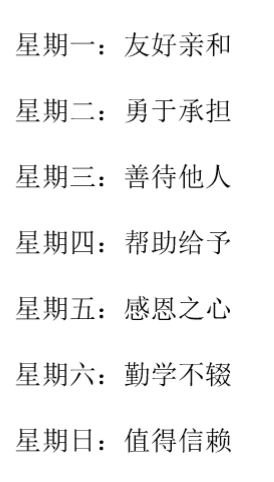 星期一：友好亲和
星期二：勇于承担
星期三：善待他人
星期四：帮助给予
星期五：感恩之心
星期六：勤学不辍
星期日：值得信赖